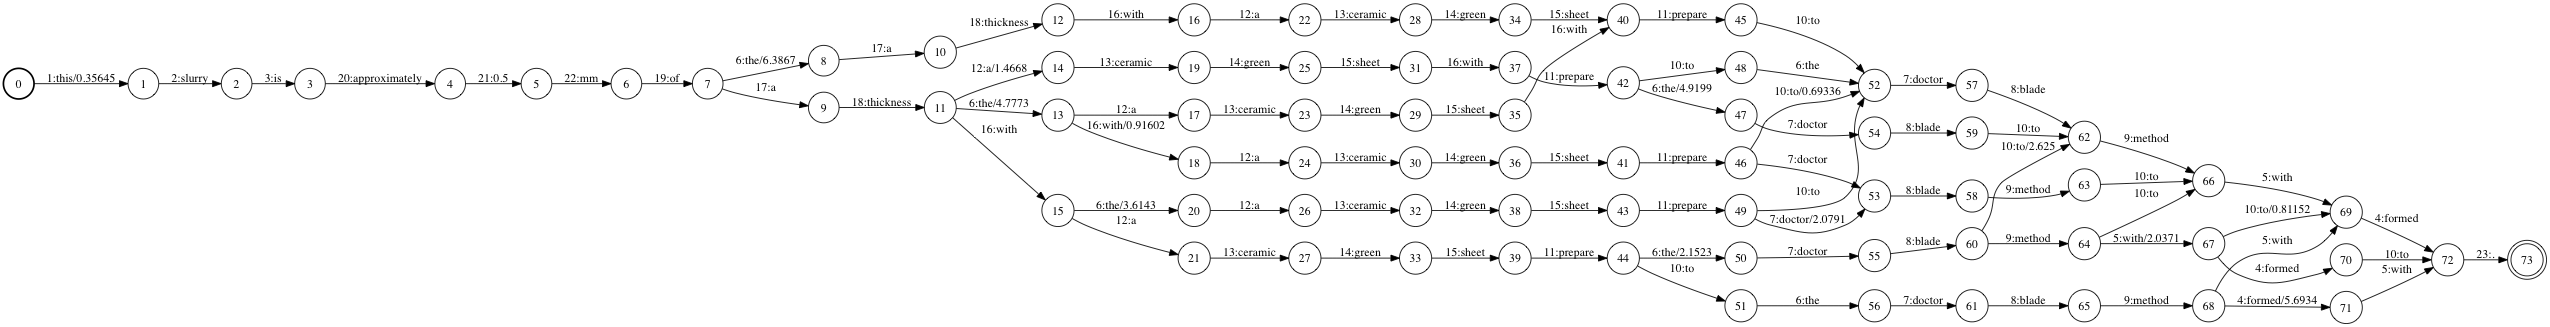 0 1:this/0.35645 1 2:slurry 2 3:is 3 20:approximately 4 21:0.5 5 22:mm 6 19:of 7
6:the/6.3867 8 17:a 10 18:thickness 12 16:with 16 12:a 22 13:ceramic 28 14:green 34 15:sheet 40 11:prepare 45 10:to
17:a 9 18:thickness 11
12:a/1.4668 14 13:ceramic 19 14:green 25 15:sheet 31 16:with 37 11:prepare 42 10:to 48 6:the 52 7:doctor 57 8:blade
6:the/4.9199 47 7:doctor 54 8:blade 59 10:to 62 9:method
6:the/4.7773 13 12:a 17 13:ceramic 23 14:green 29 15:sheet 35 16:with
16:with/0.91602 18 12:a 24 13:ceramic 30 14:green 36 15:sheet 41 11:prepare 46 10:to/0.69336
7:doctor 53 8:blade 58 9:method 63 10:to 66 5:with
16:with 15 6:the/3.6143 20 12:a 26 13:ceramic 32 14:green 38 15:sheet 43 11:prepare 49 10:to
7:doctor/2.0791
12:a 21 13:ceramic 27 14:green 33 15:sheet 39 11:prepare 44 6:the/2.1523 50 7:doctor 55 8:blade 60 10:to/2.625
9:method 64 10:to
5:with/2.0371 67 10:to/0.81152 69 4:formed
4:formed 70 10:to 72 23:. 73
10:to 51 6:the 56 7:doctor 61 8:blade 65 9:method 68 5:with
4:formed/5.6934 71 5:with